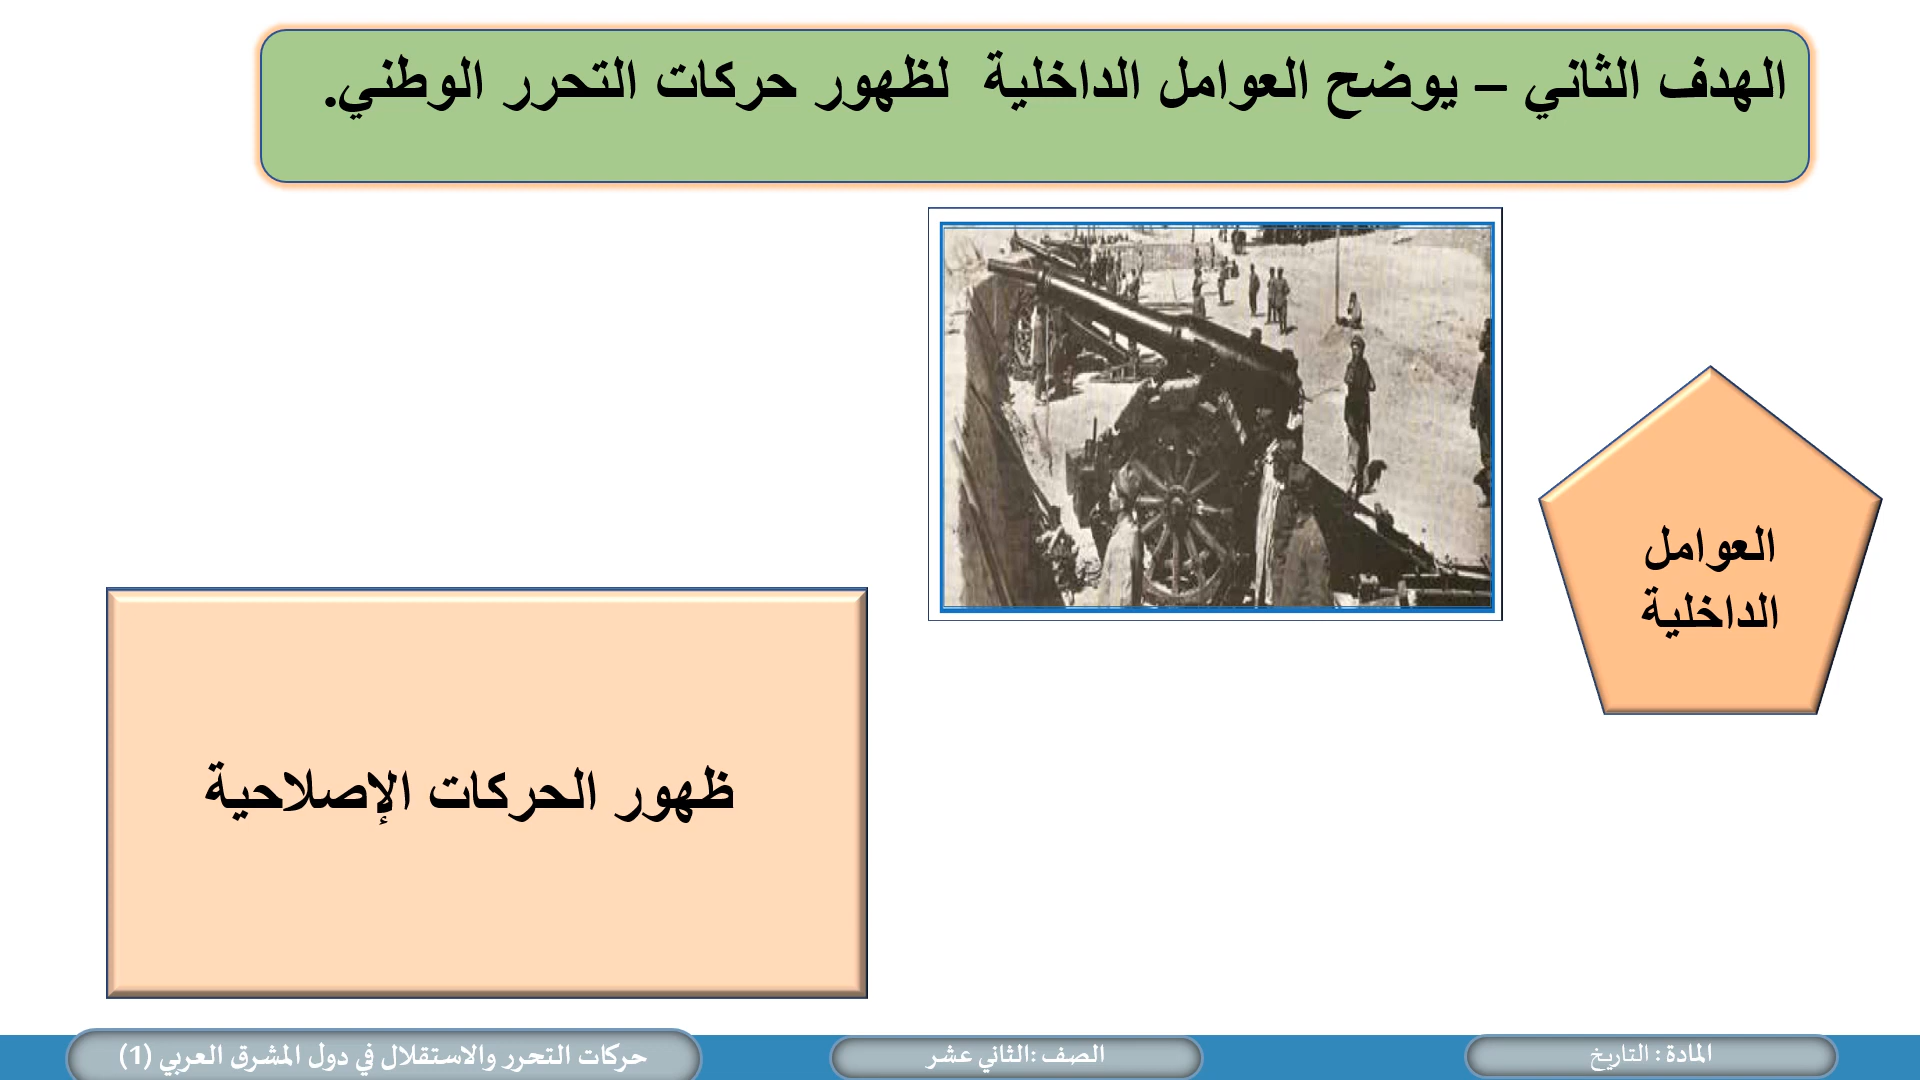 الهدف الثاني – يوضح العوامل الداخلية لظهور حركات التحرر الوطني.
العوامل
الداخلية
ظهور الحركات الإصلاحية
المادة : التاريخ
الصف :الثاني عشر
حركات التحرر والاستقلال في دول المشرق العربي (1)